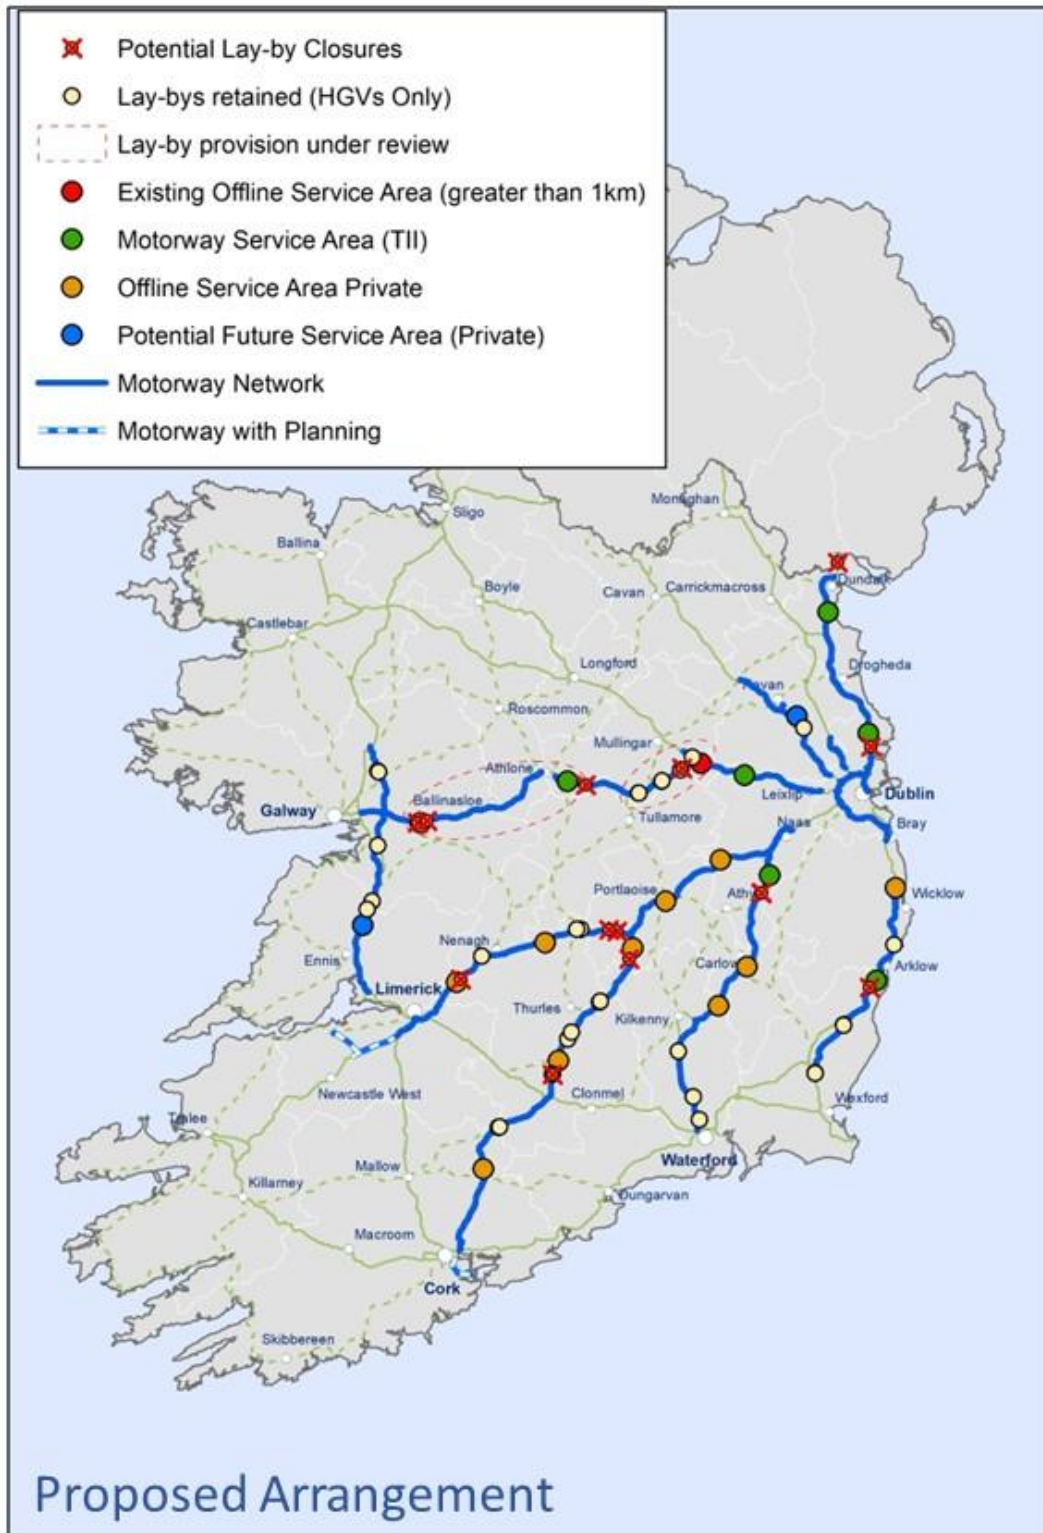 Potential Lay-by Closures
Lay-bys retained (HGVs Only)
Lay-by provision under review
Existing Offline Service Area (greater than 1km)
Motorway Service Area (TII)
Offline Service Area Private
Potential Future Service Area (Private)
Motorway Network
Motorway with Planning
Monaghan
Sligo
Ballina
Dundalk
Boyle
Cavan
Carrickmacross
Castlebar
Longford
Drogheda
Navan
Roscommon
Mullingar
Athlone
Ballinasloe
Leixlip
Dublin
Galway
Tullamore
Naas
Bray
Portlaoise
Athy
Wicklow
Nenagh
Ennis
Carlow
Arklow
Limerick
Thurles
Kilkenny
Newcastle West
Clonmel
Wexford
Tralee
Waterford
Mallow
Killarney
Dungarvan
Macroom
Cork
Skibbereen
Proposed Arrangement